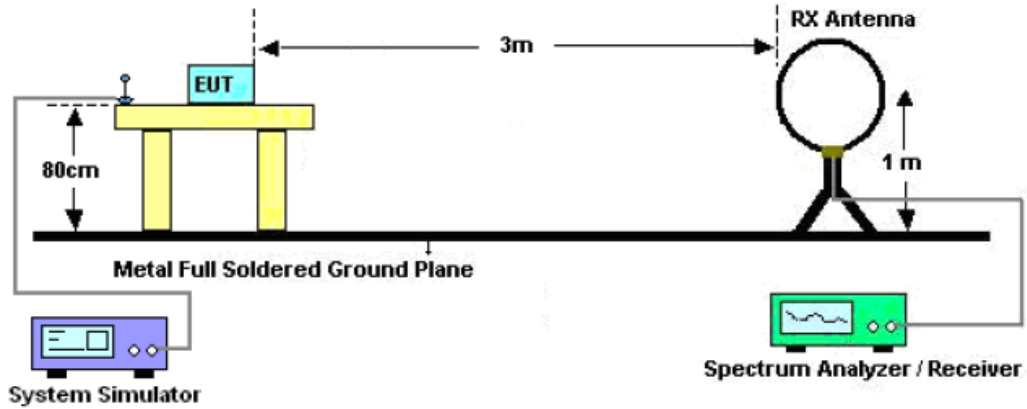 RX Antenna
3m
EUT
80cm
1 m
Metal Full Soldered Ground Plane
System Simulator
Spectrum Analyzer / Receiver